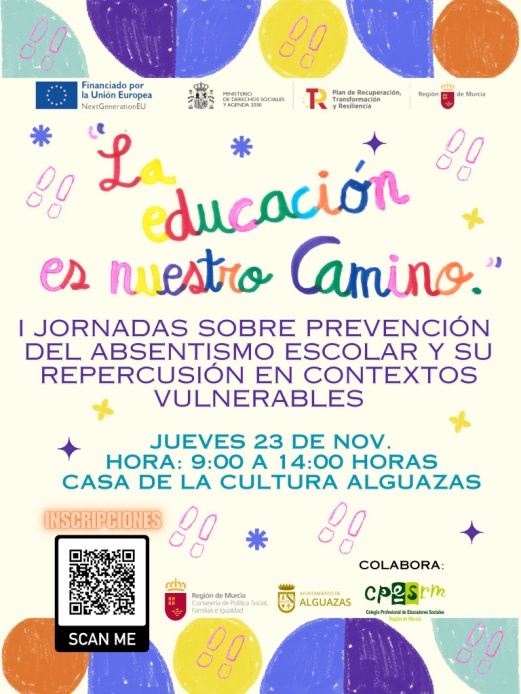 Financiado por
la Unión Europea
NextGenerationEU
MINISTERIO
DE DERECHOS SOCIALES
Y AGENDA 2030
Plan de Recuperación,
Transformación
y Resiliencia
Región de Murcia
"La
educación
es nuestro Camino."
I JORNADAS SOBRE PREVENCIÓN
DEL ABSENTISMO ESCOLAR Y SU
REPERCUSIÓN EN CONTEXTOS
VULNERABLES
JUEVES 23 DE NOV.
HORA: 9:00 A 14:00 HORAS
CASA DE LA CULTURA ALGUAZAS
INSCRIPCIONES
SCAN ME
Región de Murcia
Consejería de Política Social,
Familias e Igualdad
AYUNTAMIENTO DE
ALGUAZAS
COLABORA:
cpesrm
Colegio Profesional de Educadores Sociales
Región de Murcia